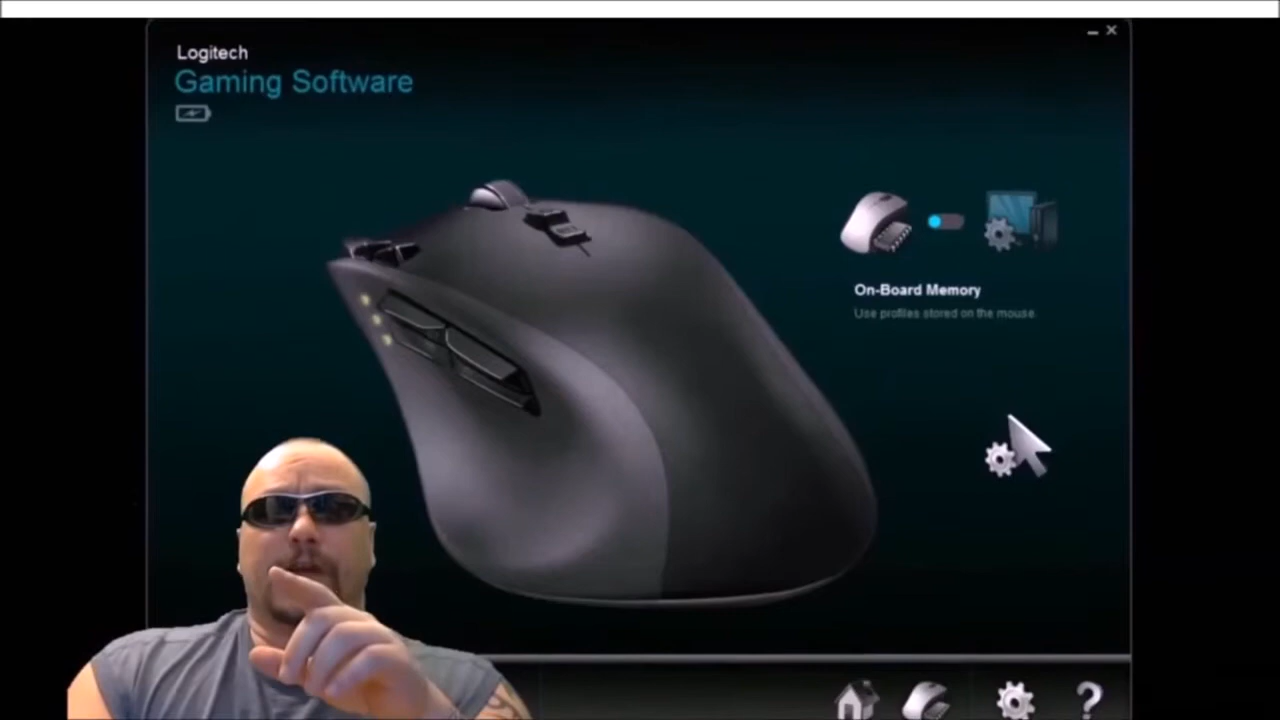 Logitech
Gaming Software
On-Board Memory
Use profiles stored on the mouse.
?